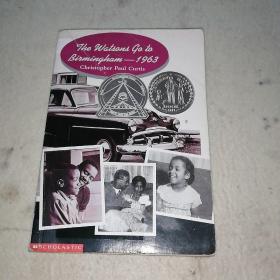 The Watsons Go to
Birmingham—1963
Christopher Paul Curtis
SCHOLASTIC